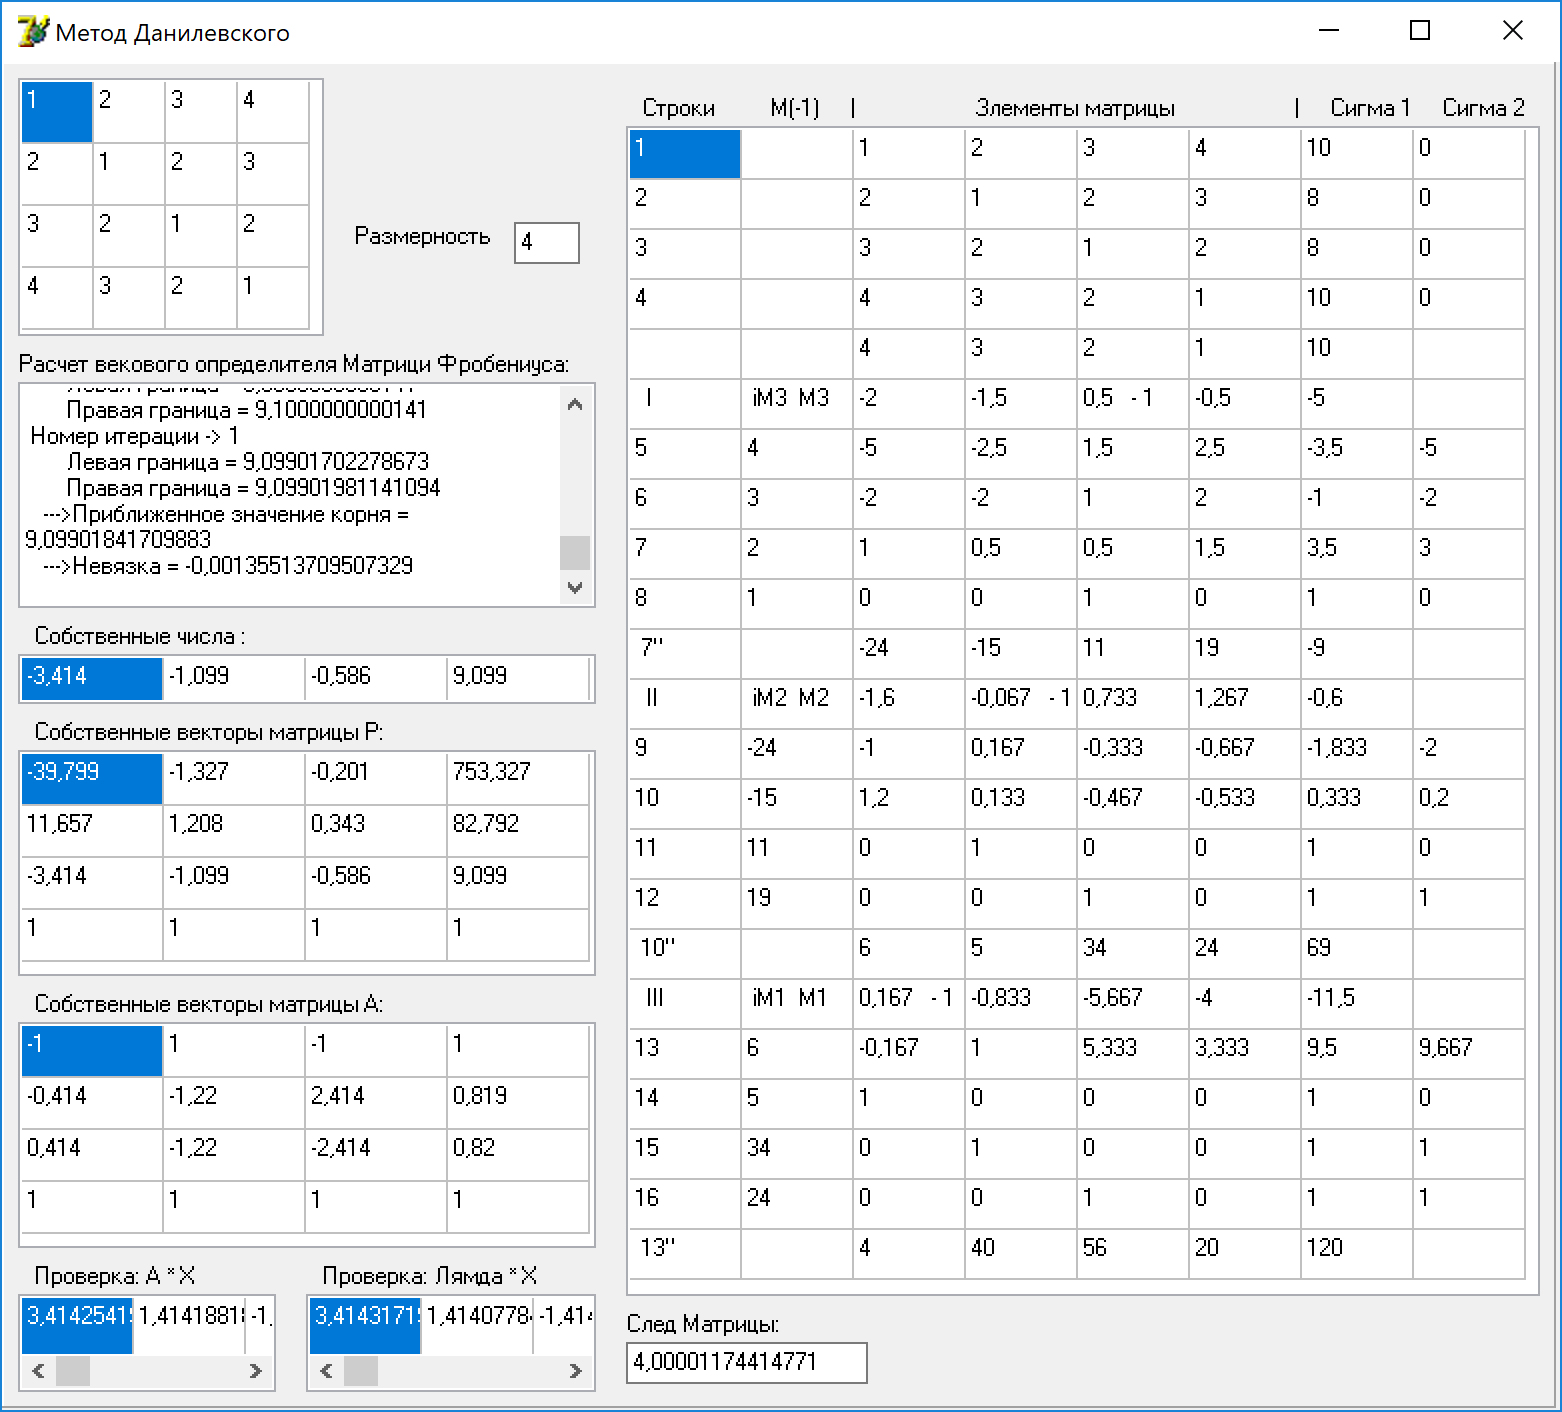 Метод Данилевского
1 2 3 4
2 1 2 3
3 2 1 2
4 3 2 1
Размерность 4
Расчет векового определителя Матрици Фробениуса:
Правая граница = 9,1000000000141
Номер итерации -> 1
Левая граница = 9,09901702278673
Правая граница = 9,09901981141094
--->Приближенное значение корня =
9,09901841709883
--->Невязка = -0,00135513709507329
Собственные числа :
-3,414 -1,099 -0,586 9,099
Собственные векторы матрицы P:
-39,799 -1,327 -0,201 753,327
11,657 1,208 0,343 82,792
-3,414 -1,099 -0,586 9,099
1 1 1 1
Собственные векторы матрицы A:
-1 1 -1 1
-0,414 -1,22 2,414 0,819
0,414 -1,22 -2,414 0,82
1 1 1 1
Проверка: A * X
3,4142541 1,4141881 -1,
Проверка: Лямда * X
3,4143171 1,4140778 -1,414
Строки M(-1) | Элементы матрицы | Сигма 1 Сигма 2
1 1 2 3 4 10 0
2 2 1 2 3 8 0
3 3 2 1 2 8 0
4 4 3 2 1 10 0
4 3 2 1 10
I iM3 M3 -2 -1,5 0,5 - 1 -0,5 -5
5 4 -5 -2,5 1,5 2,5 -3,5 -5
6 3 -2 -2 1 2 -1 -2
7 2 1 0,5 0,5 1,5 3,5 3
8 1 0 0 1 0 1 0
7'' -24 -15 11 19 -9
II iM2 M2 -1,6 -0,067 - 1 0,733 1,267 -0,6
9 -24 -1 0,167 -0,333 -0,667 -1,833 -2
10 -15 1,2 0,133 -0,467 -0,533 0,333 0,2
11 11 0 1 0 0 1 0
12 19 0 0 1 0 1 1
10'' 6 5 34 24 69
III iM1 M1 0,167 - 1 -0,833 -5,667 -4 -11,5
13 6 -0,167 1 5,333 3,333 9,5 9,667
14 5 1 0 0 0 1 0
15 34 0 1 0 0 1 1
16 24 0 0 1 0 1 1
13'' 4 40 56 20 120
След Матрицы:
4,00001174414771